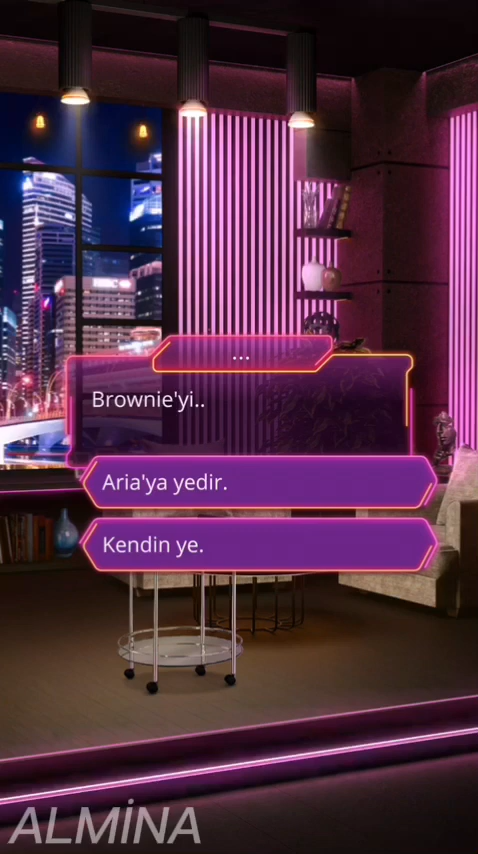 ...
Brownie'yi..
Aria'ya yedir.
Kendin ye.
ALMİNA